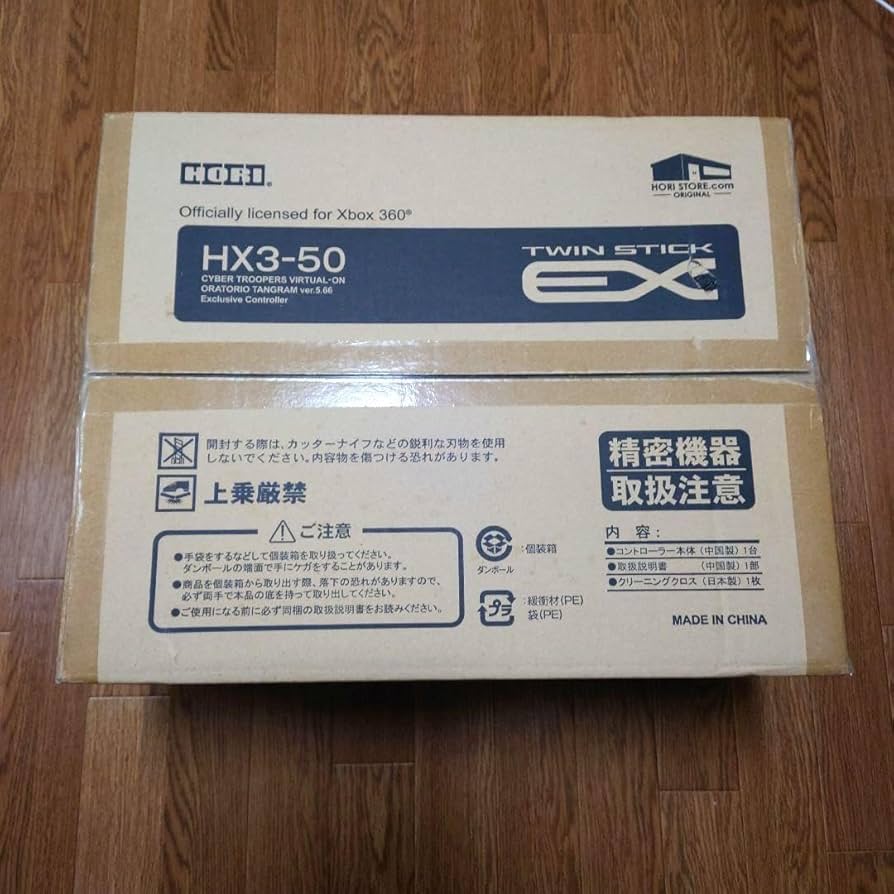 HORI®
HORI STORE.com
ORIGINAL
Officially licensed for Xbox 360®
HX3-50
CYBER TROOPERS VIRTUAL-ON
ORATORIO TANGRAM ver.5.66
Exclusive Controller
TWIN STICK
EX
開封する際は、カッターナイフなどの鋭利な刃物を使用
しないでください。内容物を傷つける恐れがあります。
上乗厳禁
精密機器
取扱注意
ご注意
●手袋をするなどして個装箱を取り扱ってください。
ダンボールの端面で手にケガをすることがあります。
●商品を個装箱から取り出す際、落下の恐れがありますので、
必ず両手で本品の底を持って取り出してください。
●ご使用になる前に必ず同梱の取扱説明書をお読みください。
:個装箱
ダンボール
プラ
:緩衝材(PE)
袋(PE)
内 容:
●コントローラー本体(中国製)1台
●取扱説明書 (中国製)1部
●クリーニングクロス(日本製)1枚
MADE IN CHINA